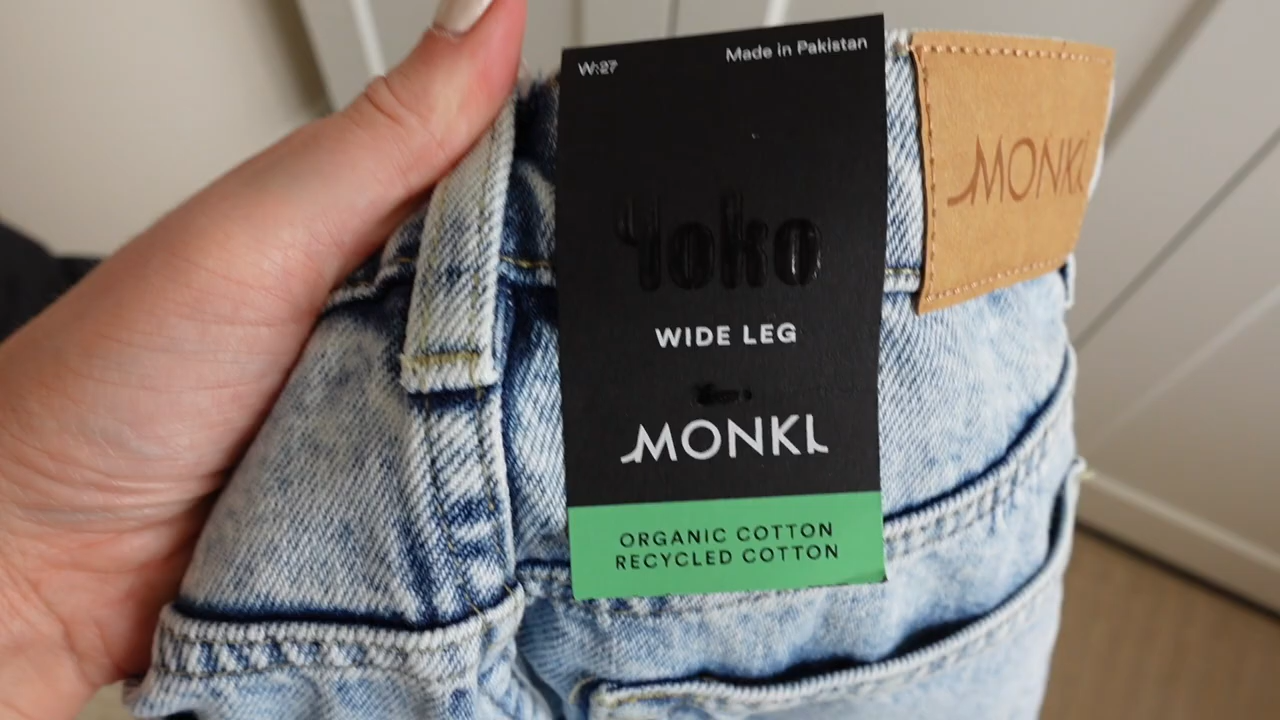 W:27
Made in Pakistan
Yoko
WIDE LEG
MONKI
ORGANIC COTTON
RECYCLED COTTON
MONKI